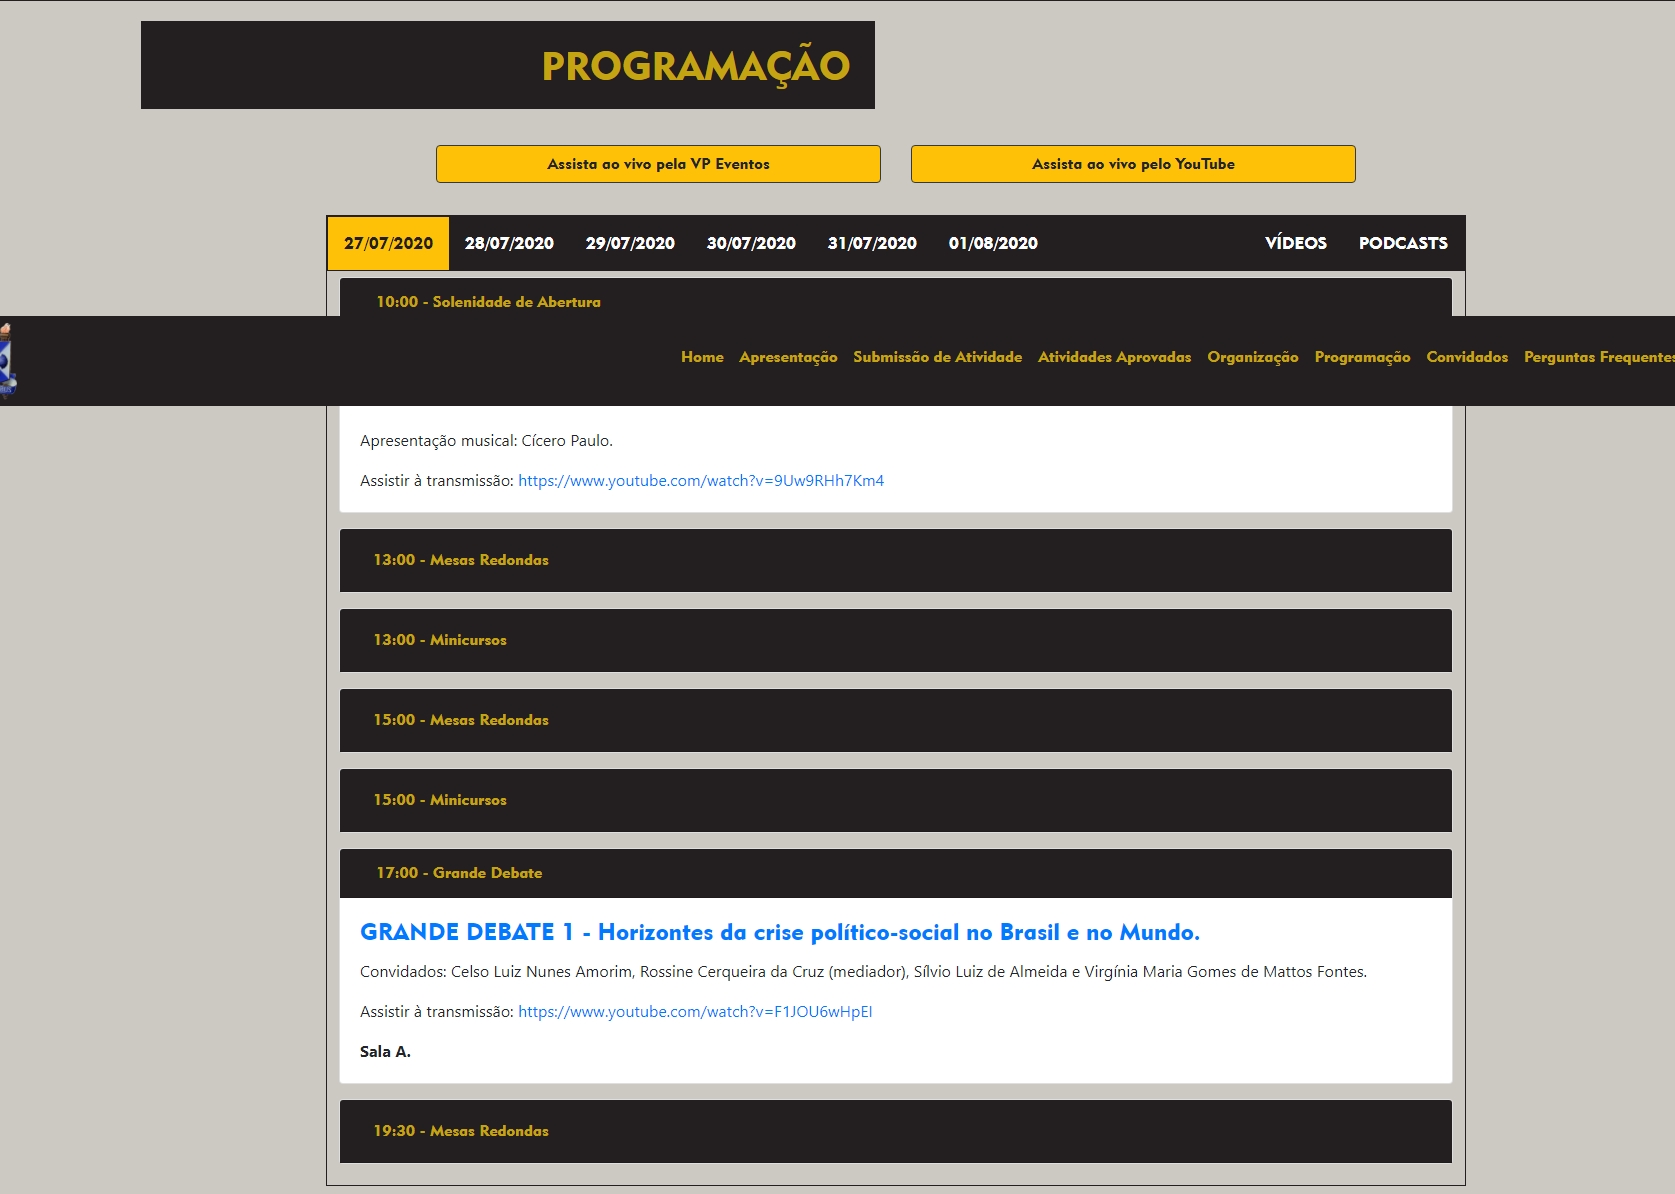 PROGRAMAÇÃO
Assista ao vivo pela VP Eventos
Assista ao vivo pelo YouTube
27/07/2020 28/07/2020 29/07/2020 30/07/2020 31/07/2020 01/08/2020 VÍDEOS PODCASTS
10:00 - Solenidade de Abertura
Home Apresentação Submissão de Atividade Atividades Aprovadas Organização Programação Convidados Perguntas Frequentes
Apresentação musical: Cícero Paulo.
Assistir à transmissão: https://www.youtube.com/watch?v=9Uw9RHh7Km4
13:00 - Mesas Redondas
13:00 - Minicursos
15:00 - Mesas Redondas
15:00 - Minicursos
17:00 - Grande Debate
GRANDE DEBATE 1 - Horizontes da crise político-social no Brasil e no Mundo.
Convidados: Celso Luiz Nunes Amorim, Rossine Cerqueira da Cruz (mediador), Sílvio Luiz de Almeida e Virgínia Maria Gomes de Mattos Fontes.
Assistir à transmissão: https://www.youtube.com/watch?v=F1JOU6wHpEI
Sala A.
19:30 - Mesas Redondas